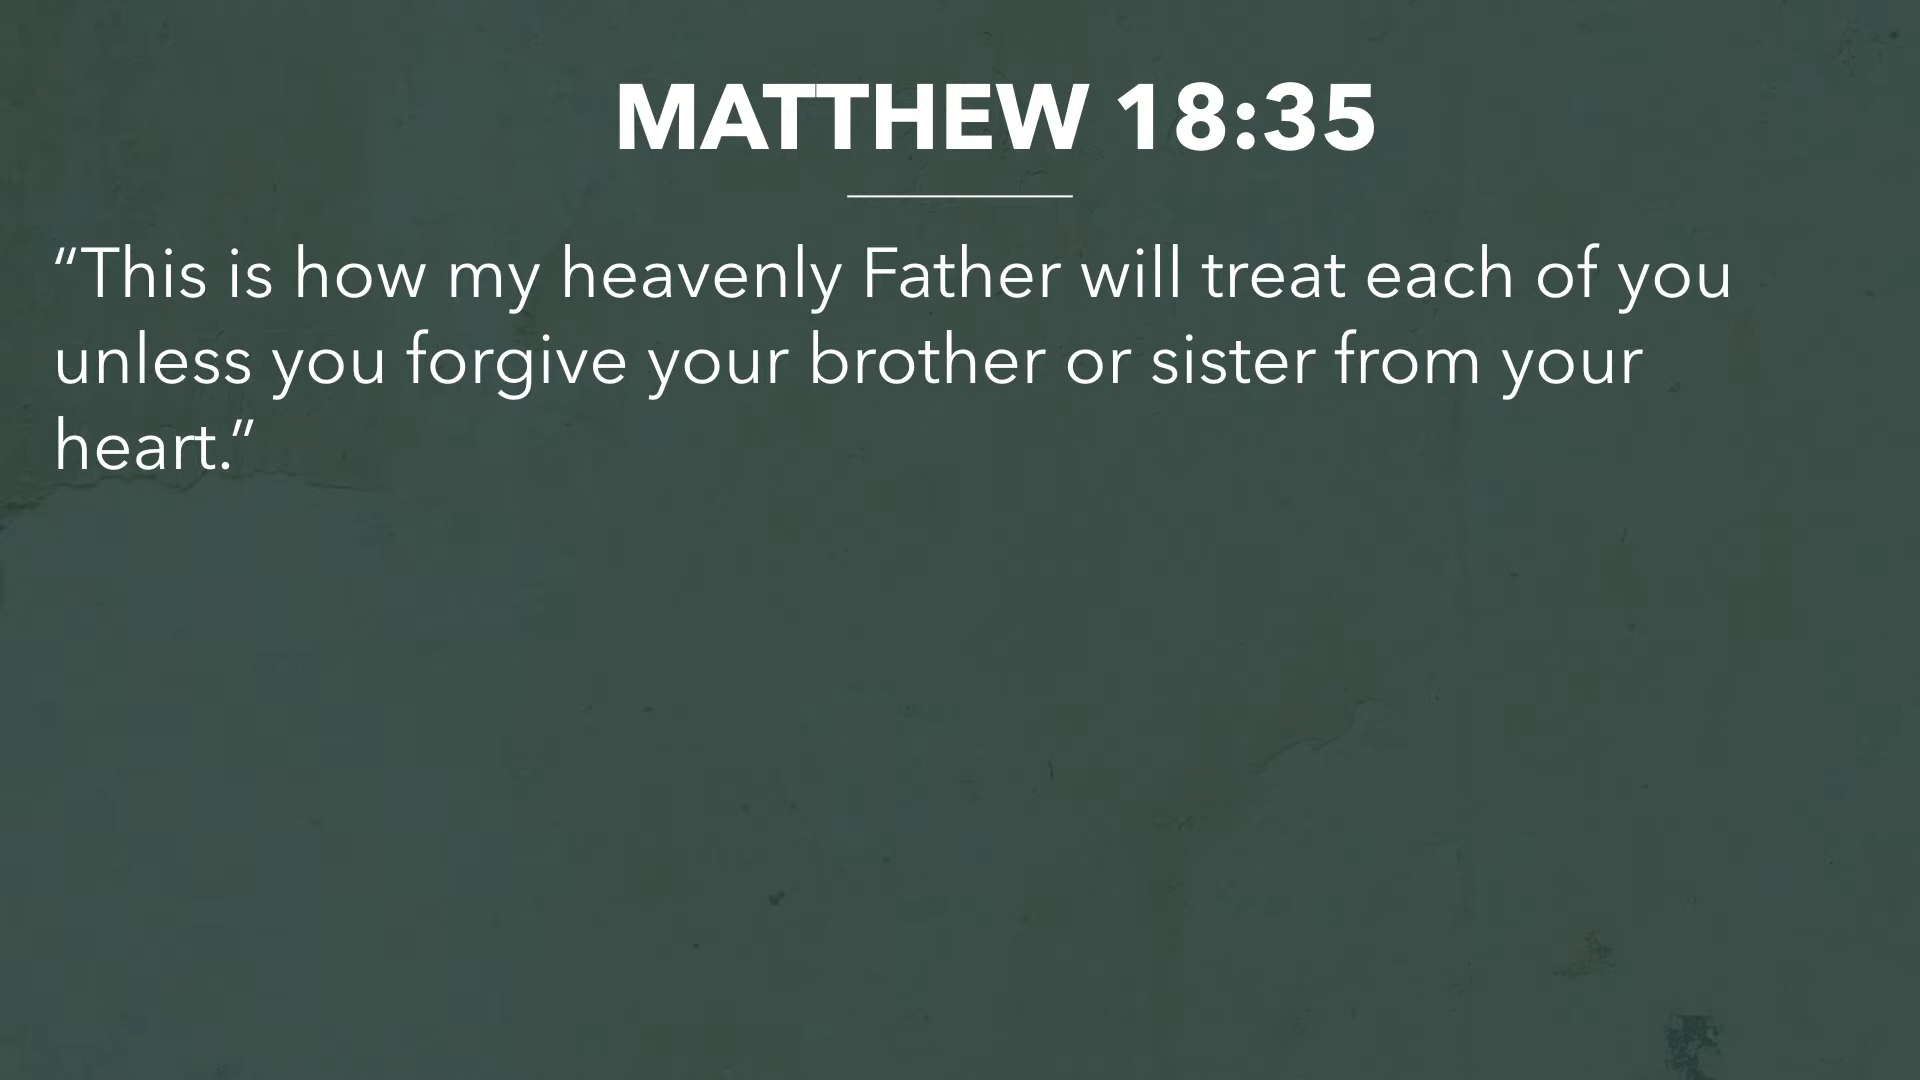 MATTHEW 18:35
“This is how my heavenly Father will treat each of you
unless you forgive your brother or sister from your
heart.”